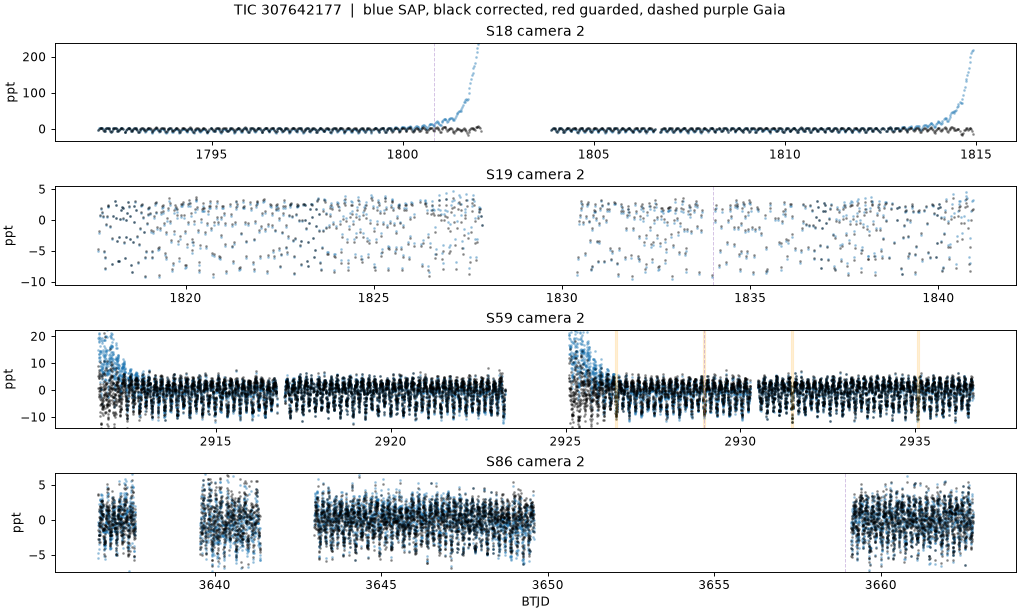 TIC 307642177 | blue SAP, black corrected, red guarded, dashed purple Gaia
S18 camera 2
200
100
0
ppt
1795 1800 1805 1810 1815
S19 camera 2
5
0
−5
−10
ppt
1820 1825 1830 1835 1840
S59 camera 2
20
10
0
−10
ppt
2915 2920 2925 2930 2935
S86 camera 2
5
0
−5
ppt
3640 3645 3650 3655 3660
BTJD